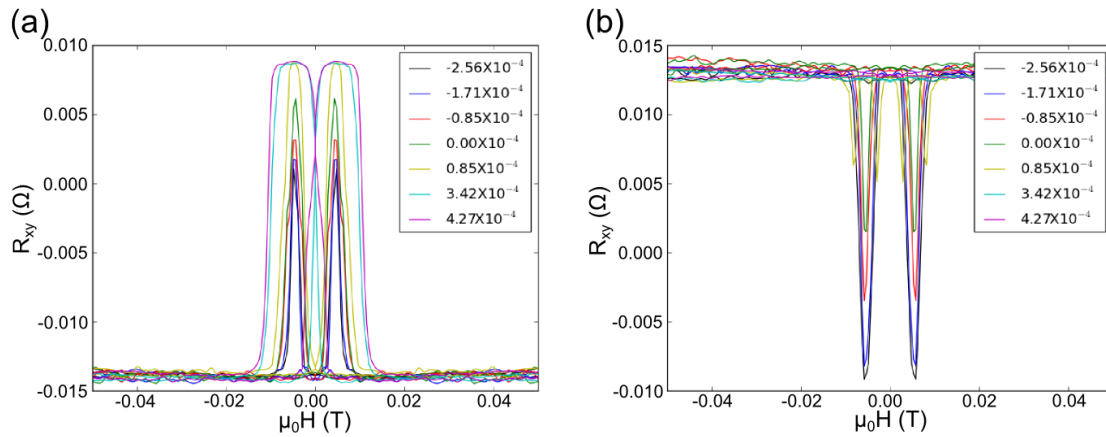 (a)
R_xy (Ω)
0.010
0.005
0.000
-0.005
-0.010
-0.015
-0.04
-0.02
0.00
0.02
0.04
μ₀H (T)
-2.56X10⁻⁴
-1.71X10⁻⁴
-0.85X10⁻⁴
0.00X10⁻⁴
0.85X10⁻⁴
3.42X10⁻⁴
4.27X10⁻⁴
(b)
R_xy (Ω)
0.015
0.010
0.015
0.000
-0.005
-0.010
-0.04
-0.02
0.00
0.02
0.04
μ₀H (T)
-2.56X10⁻⁴
-1.71X10⁻⁴
-0.85X10⁻⁴
0.00X10⁻⁴
0.85X10⁻⁴
3.42X10⁻⁴
4.27X10⁻⁴